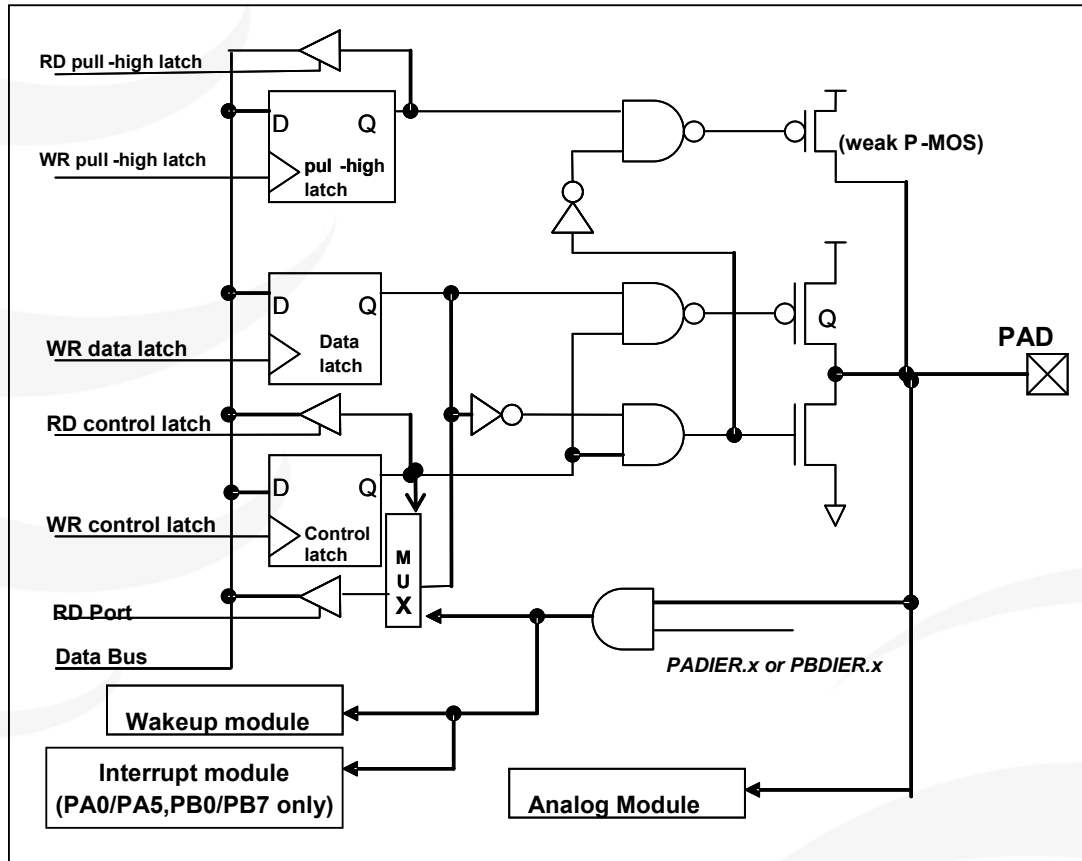 RD pull -high latch
D Q
WR pull -high latch
pul -high
latch
(weak P -MOS)
D Q
Data
latch
WR data latch
Q
PAD
RD control latch
D Q
WR control latch
Control
latch
M
U
X
RD Port
Data Bus
PADIER.x or PBDIER.x
Wakeup module
Interrupt module
(PA0/PA5,PB0/PB7 only)
Analog Module